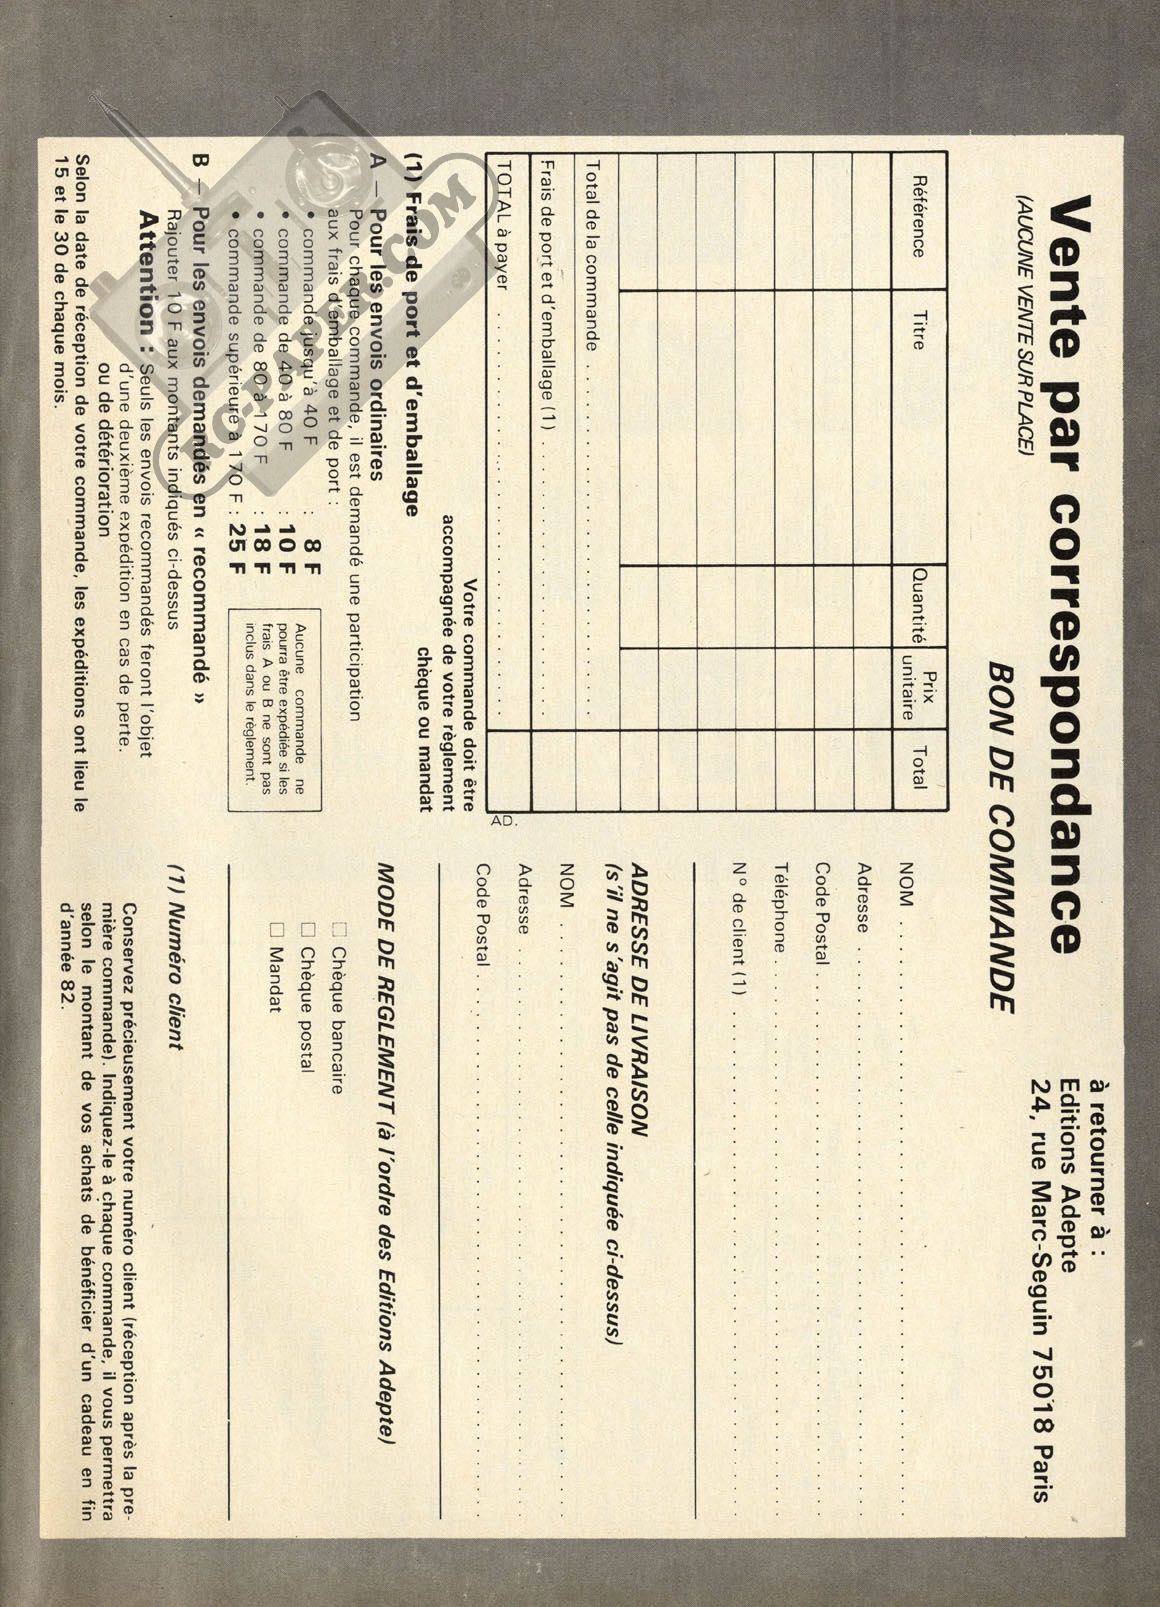 Vente par correspondance
(AUCUNE VENTE SUR PLACE)
BON DE COMMANDE
à retourner à :
Editions Adepte
24, rue Marc-Seguin 75018 Paris
Référence Titre Quantité Prix unitaire Total
Total de la commande
Frais de port et d'emballage (1)
TOTAL à payer
AD.
Votre commande doit être
accompagnée de votre règlement
chèque ou mandat
(1) Frais de port et d'emballage
A — Pour les envois ordinaires
Pour chaque commande, il est demandé une participation
aux frais d'emballage et de port :
• commande jusqu'à 40 F : 8 F
• commande de 40 à 80 F : 10 F
• commande de 80 à 170 F : 18 F
• commande supérieure à 170 F : 25 F
Aucune commande ne
pourra être expédiée si les
frais A ou B ne sont pas
inclus dans le règlement.
B — Pour les envois demandés en « recommandé »
Rajouter 10 F aux montants indiqués ci-dessus
Attention : Seuls les envois recommandés feront l'objet
d'une deuxième expédition en cas de perte.
ou de détérioration
Selon la date de réception de votre commande, les expéditions ont lieu le
15 et le 30 de chaque mois.
NOM
Adresse
Code Postal
Téléphone
N° de client (1)
ADRESSE DE LIVRAISON
(s'il ne s'agit pas de celle indiquée ci-dessus)
NOM
Adresse
Code Postal
MODE DE REGLEMENT (à l'ordre des Editions Adepte)
□ Chèque bancaire
□ Chèque postal
□ Mandat
(1) Numéro client
Conservez précieusement votre numéro client (réception après la pre-
mière commande). Indiquez-le à chaque commande, il vous permettra
selon le montant de vos achats de bénéficier d'un cadeau en fin
d'année 82.
RC-PAPER.COM